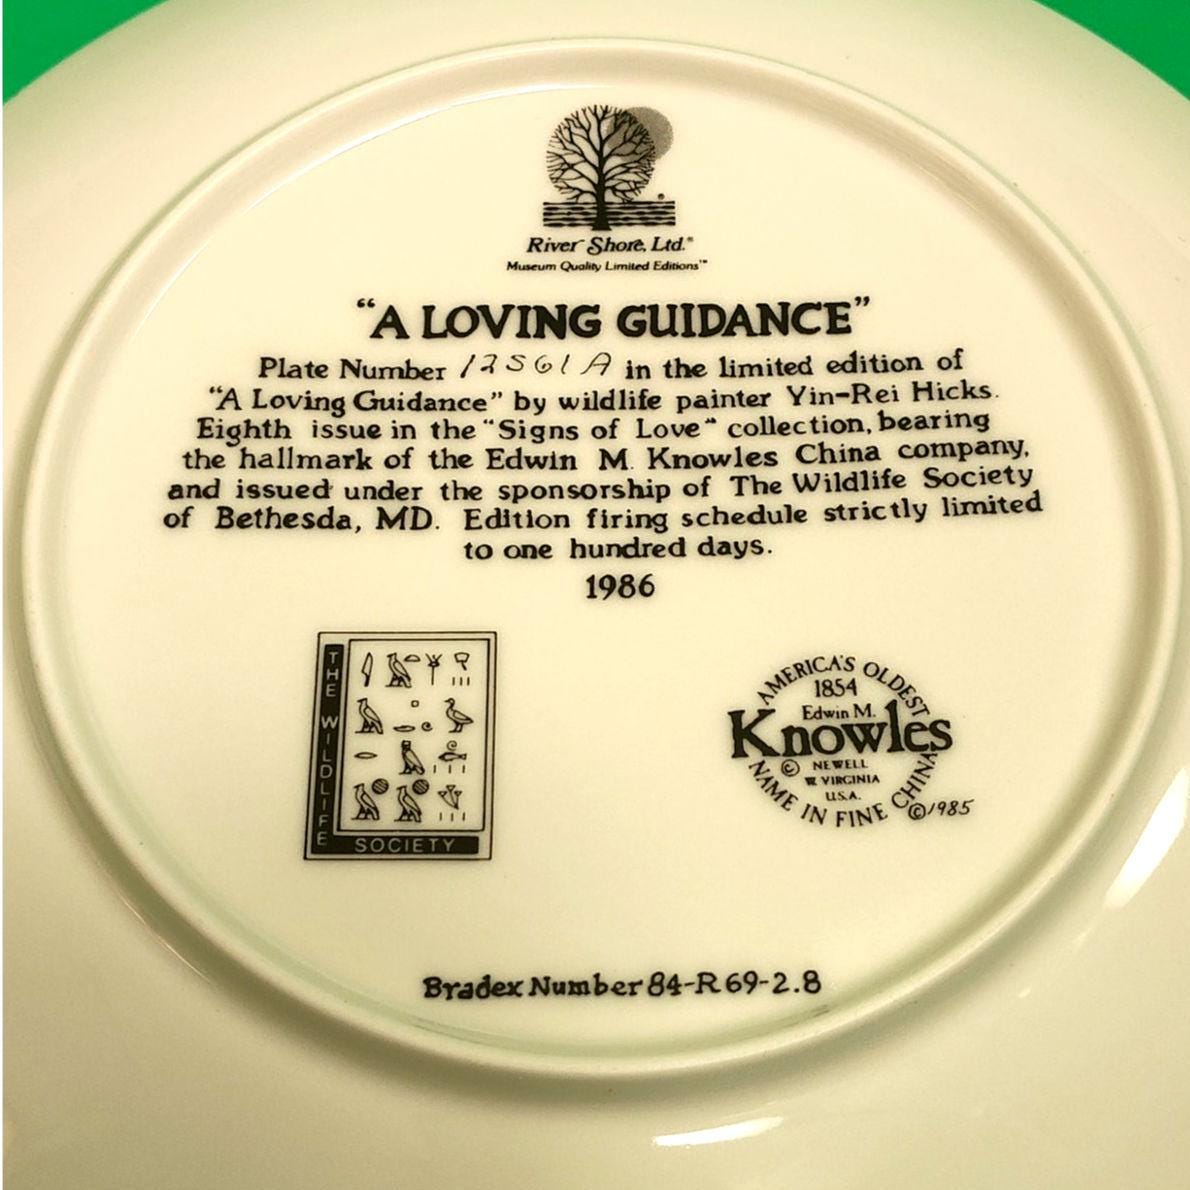 River Shore, Ltd.®
Museum Quality Limited Editions™
"A LOVING GUIDANCE"
Plate Number 12561A in the limited edition of
"A Loving Guidance" by wildlife painter Yin-Rei Hicks.
Eighth issue in the "Signs of Love" collection, bearing
the hallmark of the Edwin M. Knowles China company,
and issued under the sponsorship of The Wildlife Society
of Bethesda, MD. Edition firing schedule strictly limited
to one hundred days.
1986
THE WILDLIFE
SOCIETY
AMERICA'S OLDEST
1854
Edwin M.
Knowles
© NEWELL
W. VIRGINIA
U.S.A.
NAME IN FINE CHINA
©1985
Bradex Number 84-R69-2.8